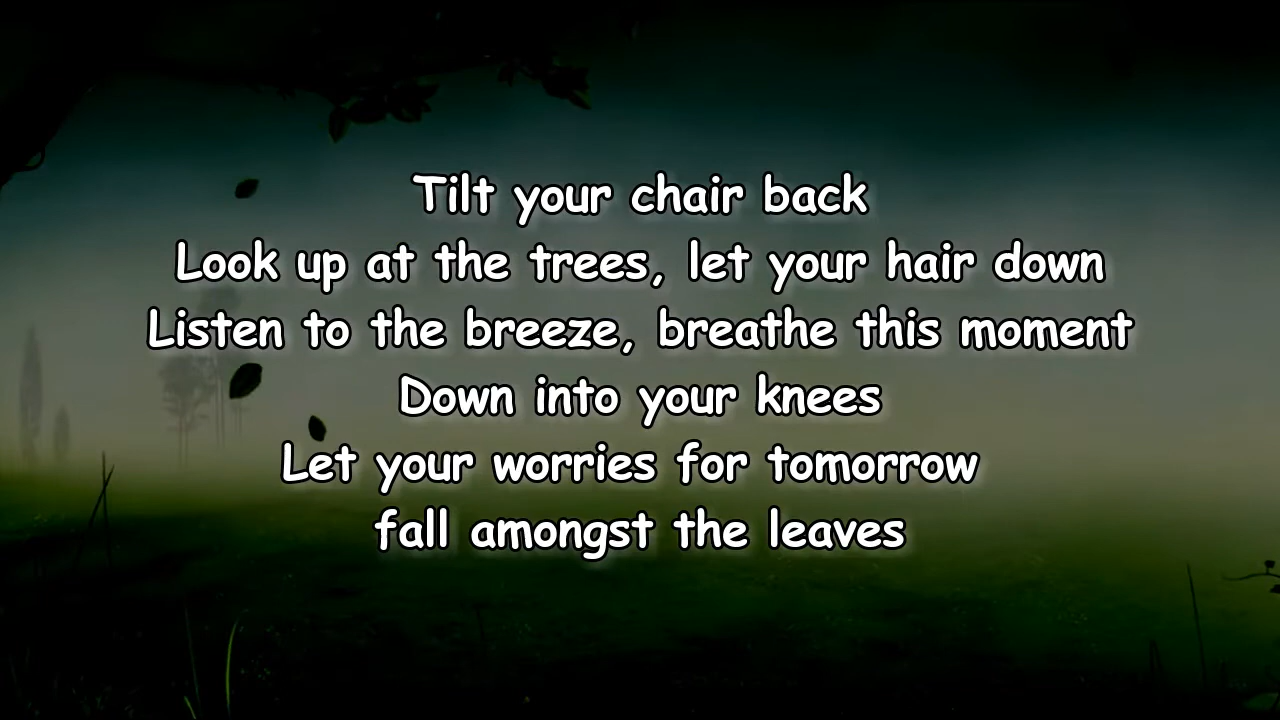 Tilt your chair back
Look up at the trees, let your hair down
Listen to the breeze, breathe this moment
Down into your knees
Let your worries for tomorrow
fall amongst the leaves